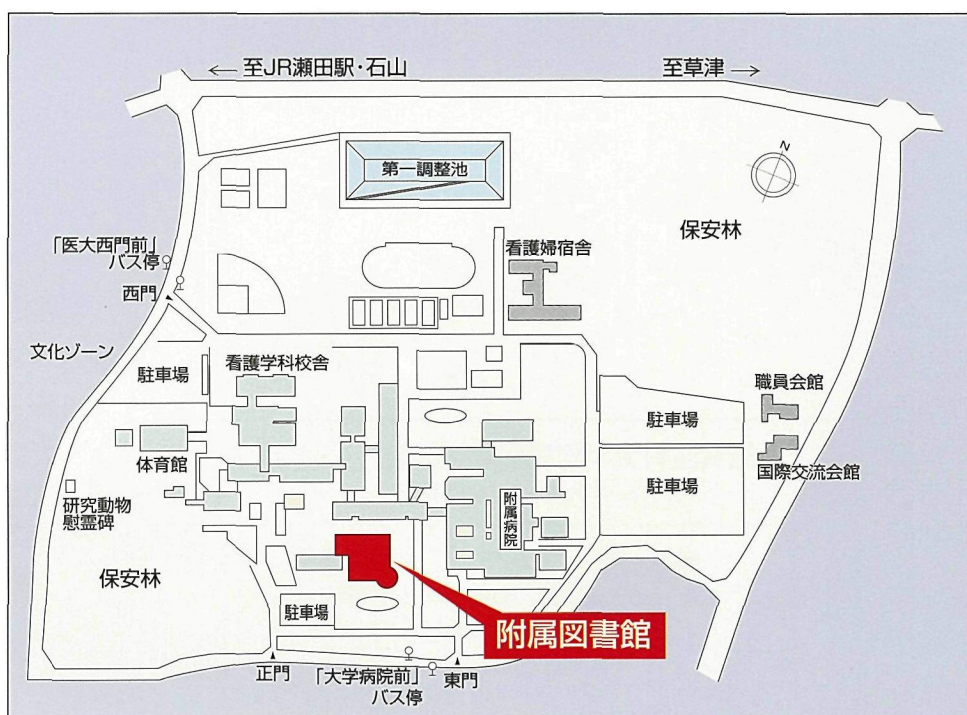 ← 至JR瀬田駅・石山
至草津 →
第一調整池
N
保安林
「医大西門前」
バス停
西門
看護婦宿舎
文化ゾーン
駐車場
看護学科校舎
職員会館
駐車場
体育館
国際交流会館
駐車場
研究動物
慰霊碑
附属病院
保安林
駐車場
附属図書館
正門
「大学病院前」
バス停
東門